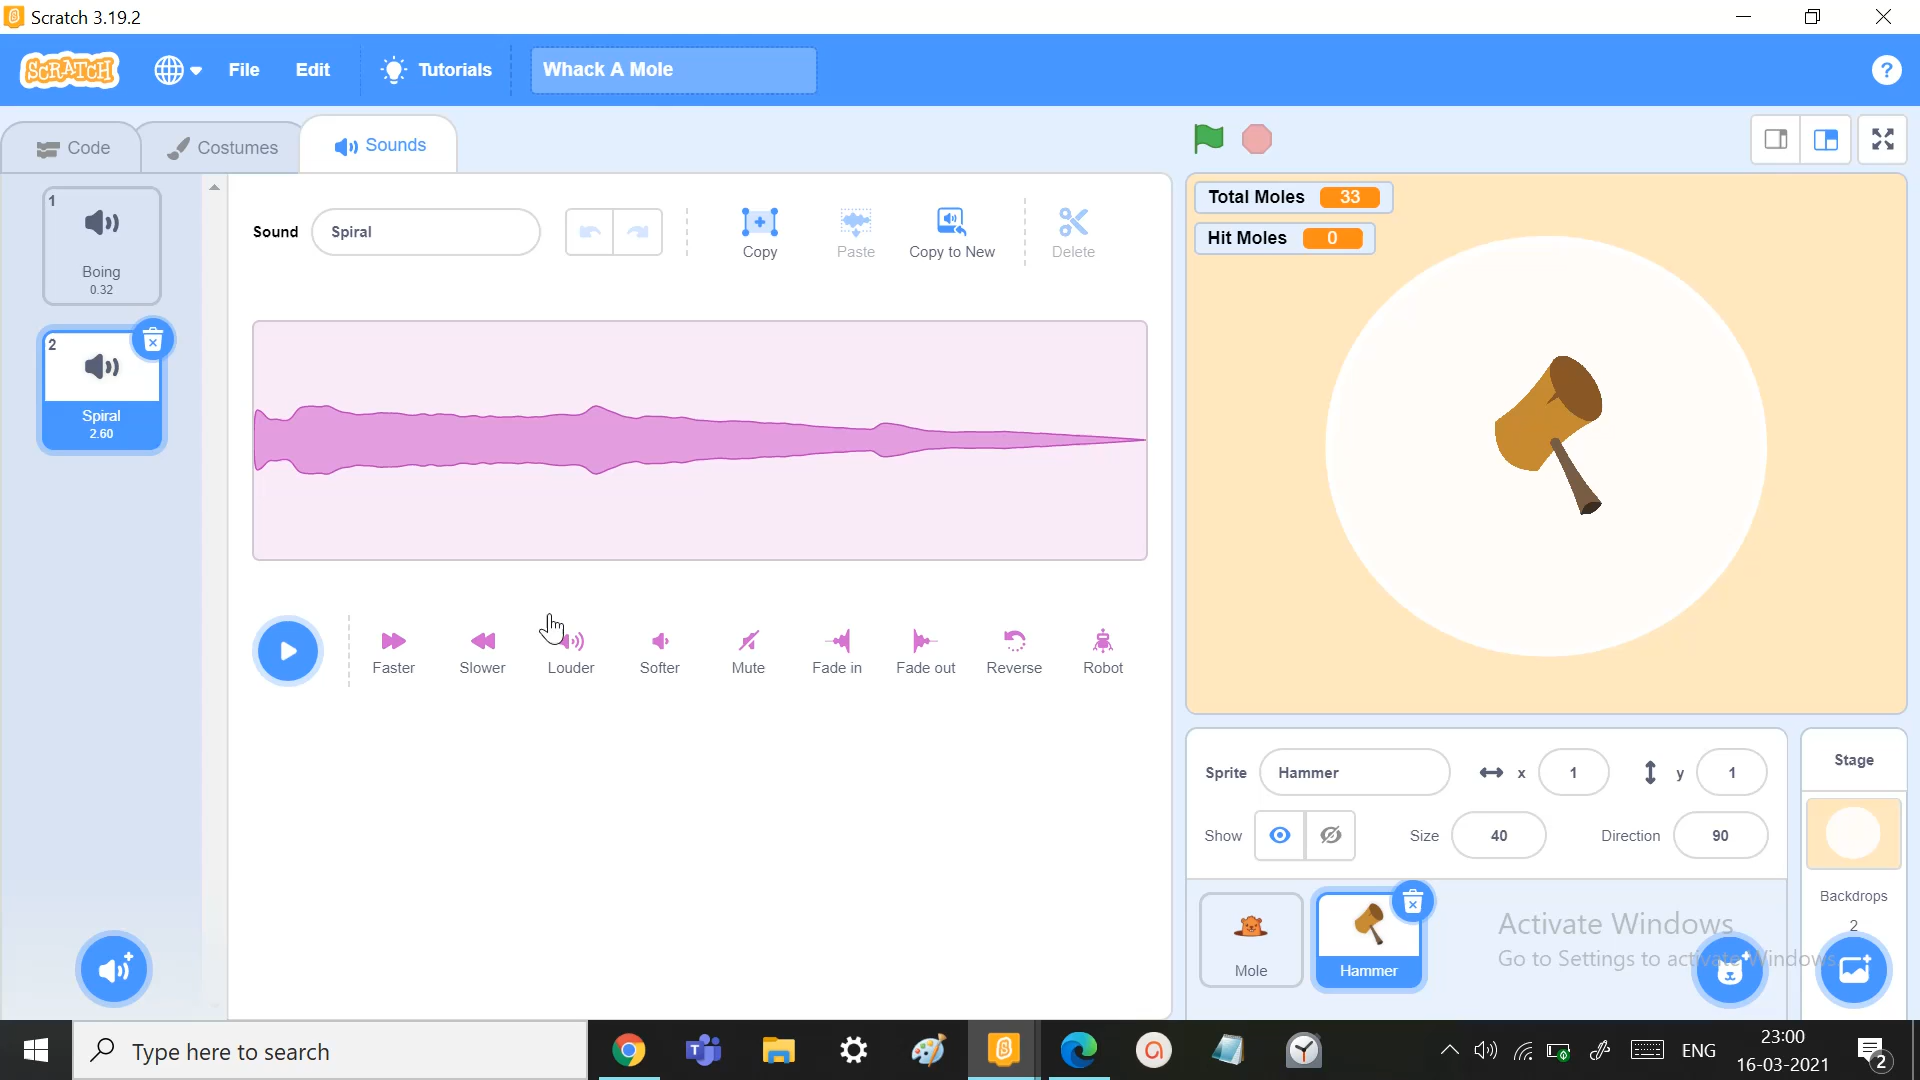 Scratch 3.19.2
SCRATCH
File
Edit
Tutorials
Whack A Mole
?
Code
Costumes
Sounds
1
Boing
0.32
2
Spiral
2.60
Sound
Spiral
Copy
Paste
Copy to New
Delete
Faster
Slower
Louder
Softer
Mute
Fade in
Fade out
Reverse
Robot
Total Moles 33
Hit Moles 0
Sprite Hammer x 1 y 1
Show Size 40 Direction 90
Mole
Hammer
Stage
Backdrops
2
Activate Windows
Go to Settings to activate Windows
Type here to search
ENG
23:00
16-03-2021
2